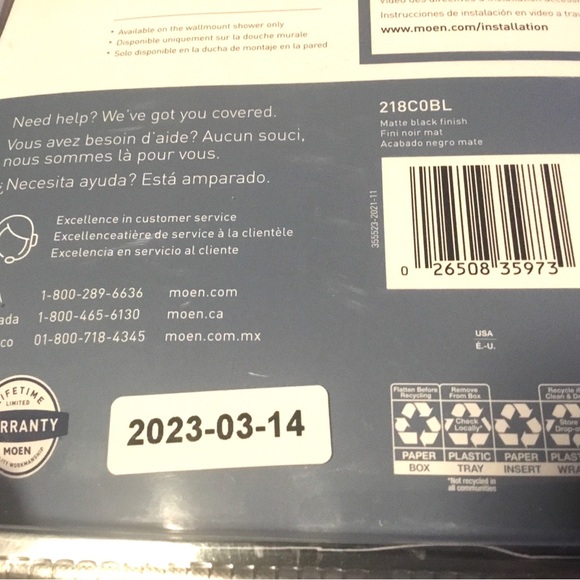 • Available on the wallmount shower only
• Disponible uniquement sur la douche murale
• Solo disponible en la ducha de montaje en la pared
Instrucciones de instalación en video a
www.moen.com/installation
Need help? We've got you covered.
Vous avez besoin d'aide? Aucun souci,
nous sommes là pour vous.
¿Necesita ayuda? Está amparado.
Excellence in customer service
Excellenceatière de service à la clientèle
Excelencia en servicio al cliente
1-800-289-6636 moen.com
ada 1-800-465-6130 moen.ca
co 01-800-718-4345 moen.com.mx
218C0BL
Matte black finish
Fini noir mat
Acabado negro mate
355523-2021-11
0 26508 35973
USA
É.-U.
IFETIME
LIMITED
RRANTY
MOEN
WORKMANSHIP
2023-03-14
Flatten Before
Recycling
Remove
From Box
Recycle
Clean &
Check
Locally*
Store
Drop-o
PAPER PLASTIC PAPER PLAS
BOX TRAY INSERT WRA
*Not recycled in
all communities